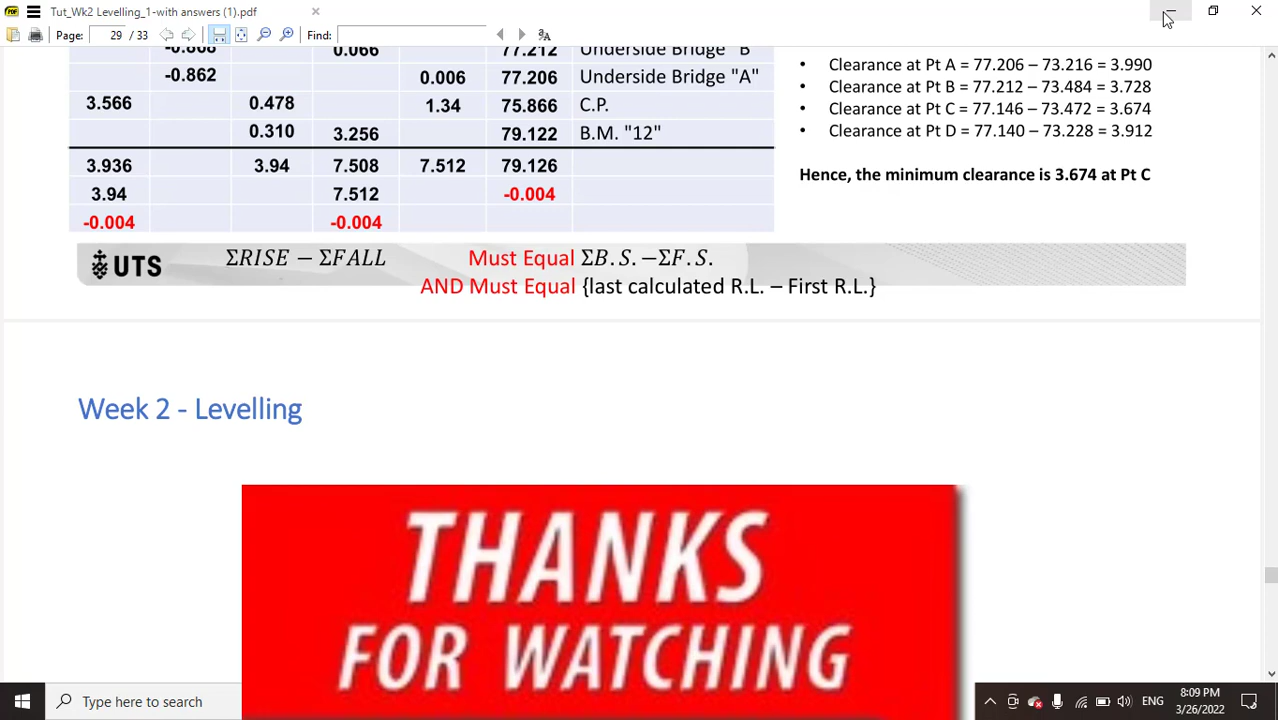 Tut_Wk2 Levelling_1-with answers (1).pdf
Page: 29 / 33 Find:
-0.868 0.066 77.212 Underside Bridge "B"
-0.862 0.006 77.206 Underside Bridge "A"
3.566 0.478 1.34 75.866 C.P.
0.310 3.256 79.122 B.M. "12"
3.936 3.94 7.508 7.512 79.126
3.94 7.512 -0.004
-0.004 -0.004
• Clearance at Pt A = 77.206 – 73.216 = 3.990
• Clearance at Pt B = 77.212 – 73.484 = 3.728
• Clearance at Pt C = 77.146 – 73.472 = 3.674
• Clearance at Pt D = 77.140 – 73.228 = 3.912
Hence, the minimum clearance is 3.674 at Pt C
UTS
ΣRISE − ΣFALL Must Equal ΣB.S.−ΣF.S.
AND Must Equal {last calculated R.L. – First R.L.}
Week 2 - Levelling
THANKS
FOR WATCHING
Type here to search
ENG
8:09 PM
3/26/2022